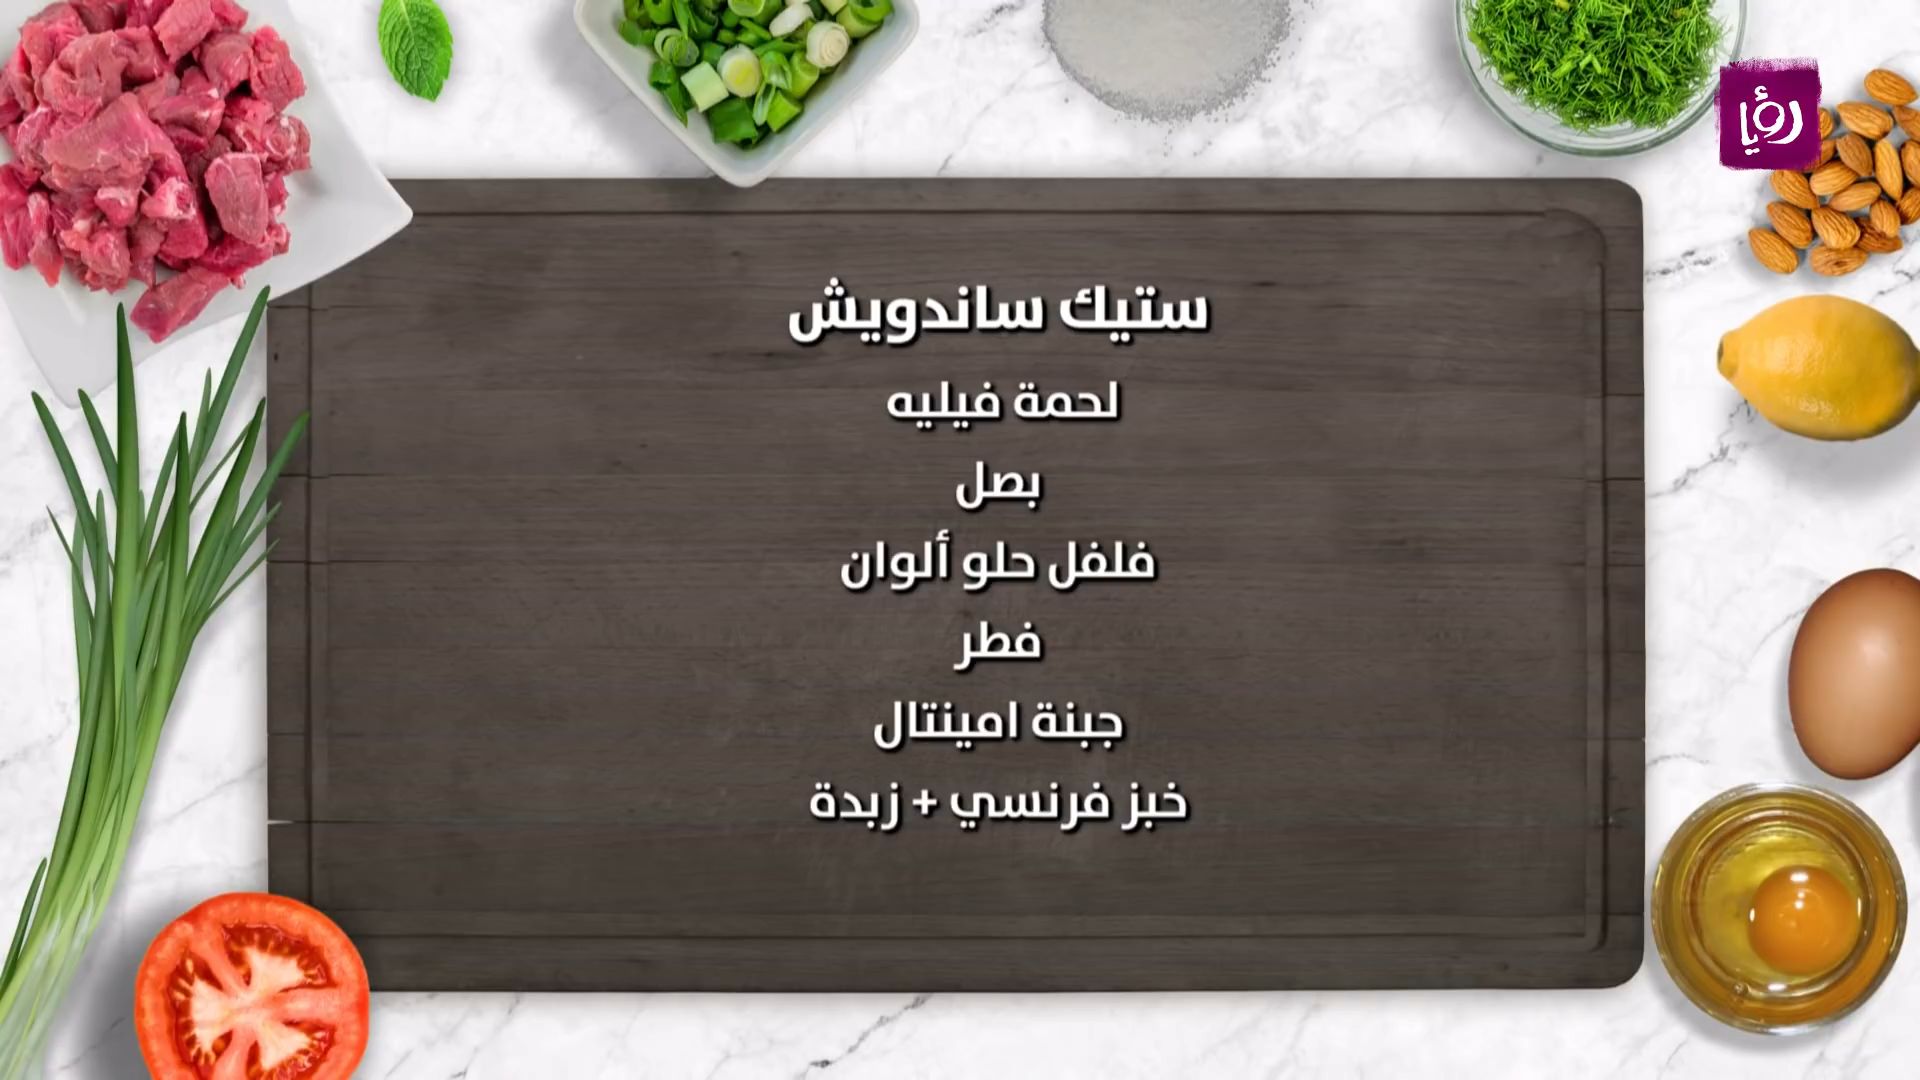 رؤيا
ستيك ساندويش
لحمة فيليه
بصل
فلفل حلو ألوان
فطر
جبنة امينتال
خبز فرنسي + زبدة